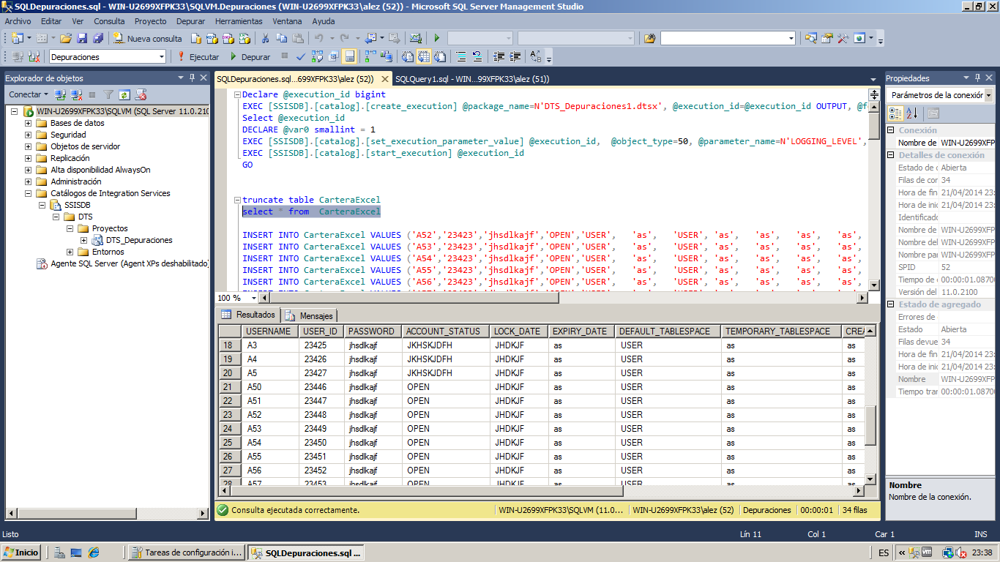 SQLDepuraciones.sql - WIN-U2699XFPK33\SQLVM.Depuraciones (WIN-U2699XFPK33\alez (52)) - Microsoft SQL Server Management Studio
Archivo Editar Ver Consulta Proyecto Depurar Herramientas Ventana Ayuda
Nueva consulta
Depuraciones Ejecutar Depurar
Explorador de objetos
Conectar
WIN-U2699XFPK33\SQLVM (SQL Server 11.0.210
Bases de datos
Seguridad
Objetos de servidor
Replicación
Alta disponibilidad AlwaysOn
Administración
Catálogos de Integration Services
SSISDB
DTS
Proyectos
DTS_Depuraciones
Entornos
Agente SQL Server (Agent XPs deshabilitado)
SQLDepuraciones.sql...699XFPK33\alez (52)) SQLQuery1.sql - WIN...99XFPK33\alez (51))
Declare @execution_id bigint
EXEC [SSISDB].[catalog].[create_execution] @package_name=N'DTS_Depuraciones1.dtsx', @execution_id=@execution_id OUTPUT, @f
Select @execution_id
DECLARE @var0 smallint = 1
EXEC [SSISDB].[catalog].[set_execution_parameter_value] @execution_id, @object_type=50, @parameter_name=N'LOGGING_LEVEL',
EXEC [SSISDB].[catalog].[start_execution] @execution_id
GO
truncate table CarteraExcel
select * from CarteraExcel
INSERT INTO CarteraExcel VALUES ('A52','23423','jhsdlkajf','OPEN','USER', 'as', 'USER', 'as', 'as', 'as', 'as',
INSERT INTO CarteraExcel VALUES ('A53','23423','jhsdlkajf','OPEN','USER', 'as', 'USER', 'as', 'as', 'as', 'as',
INSERT INTO CarteraExcel VALUES ('A54','23423','jhsdlkajf','OPEN','USER', 'as', 'USER', 'as', 'as', 'as', 'as',
INSERT INTO CarteraExcel VALUES ('A55','23423','jhsdlkajf','OPEN','USER', 'as', 'USER', 'as', 'as', 'as', 'as',
INSERT INTO CarteraExcel VALUES ('A56','23423','jhsdlkajf','OPEN','USER', 'as', 'USER', 'as', 'as', 'as', 'as',
100 %
Resultados Mensajes
USERNAME USER_ID PASSWORD ACCOUNT_STATUS LOCK_DATE EXPIRY_DATE DEFAULT_TABLESPACE TEMPORARY_TABLESPACE CREA
18 A3 23425 jhsdlkajf JKHSKJDFH JHDKJF as USER as as
19 A4 23426 jhsdlkajf JKHSKJDFH JHDKJF as USER as as
20 A5 23427 jhsdlkajf JKHSKJDFH JHDKJF as USER as as
21 A50 23446 jhsdlkajf OPEN JHDKJF as USER as as
22 A51 23447 jhsdlkajf OPEN JHDKJF as USER as as
23 A52 23448 jhsdlkajf OPEN JHDKJF as USER as as
24 A53 23449 jhsdlkajf OPEN JHDKJF as USER as as
25 A54 23450 jhsdlkajf OPEN JHDKJF as USER as as
26 A55 23451 jhsdlkajf OPEN JHDKJF as USER as as
27 A56 23452 jhsdlkajf OPEN JHDKJF as USER as as
28 A57 23453 jhsdlkajf OPEN JHDKJF as USER as as
Consulta ejecutada correctamente. WIN-U2699XFPK33\SQLVM (11.0... WIN-U2699XFPK33\alez (52) Depuraciones 00:00:01 34 filas
Propiedades
Parámetros de la conexión
Conexión
Nombre de WIN-U2699XFP
Detalles de conexión
Estado de c Abierta
Filas de con 34
Hora de fin 21/04/2014 23:
Hora de inic 21/04/2014 23:
Identificado
Nombre de WIN-U2699XFP
Nombre del WIN-U2699XFP
Nombre par WIN-U2699XFP
SPID 52
Tiempo de 00:00:01.0870
Versión del 11.0.2100
Estado de agregado
Errores de
Estado Abierta
Filas devue 34
Hora de fin 21/04/2014 23:
Hora de inic 21/04/2014 23:
Nombre WIN-U2699XFP
Tiempo tran 00:00:01.0870
Nombre
Nombre de la conexión.
Listo Lín 11 Col 1 Car 1 INS
Inicio Tareas de configuración i... SQLDepuraciones.sql ... ES « vm 23:38